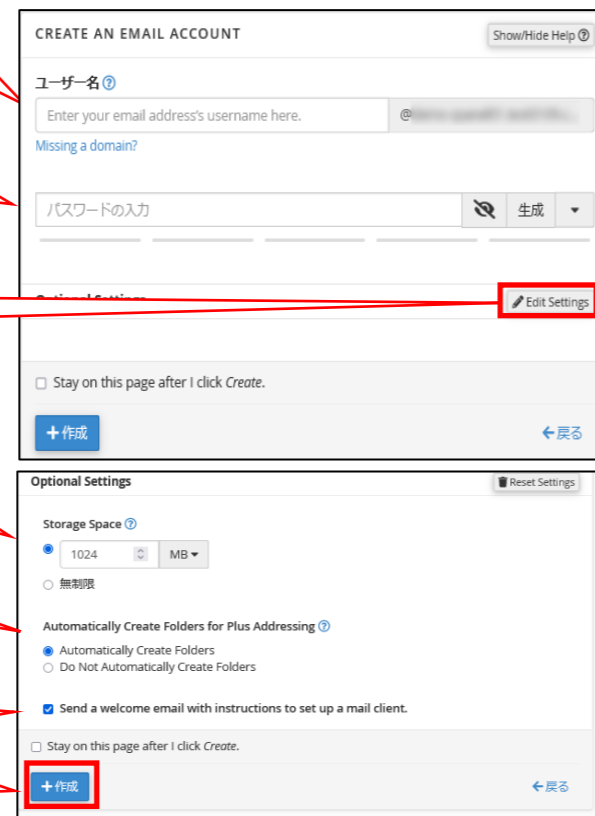 CREATE AN EMAIL ACCOUNT
Show/Hide Help
ユーザー名
Enter your email address's username here.
@
Missing a domain?
パスワードの入力
生成
Optional Settings
Edit Settings
Stay on this page after I click Create.
+作成
戻る
Optional Settings
Reset Settings
Storage Space
1024
MB
無制限
Automatically Create Folders for Plus Addressing
Automatically Create Folders
Do Not Automatically Create Folders
Send a welcome email with instructions to set up a mail client.
Stay on this page after I click Create.
+作成
戻る